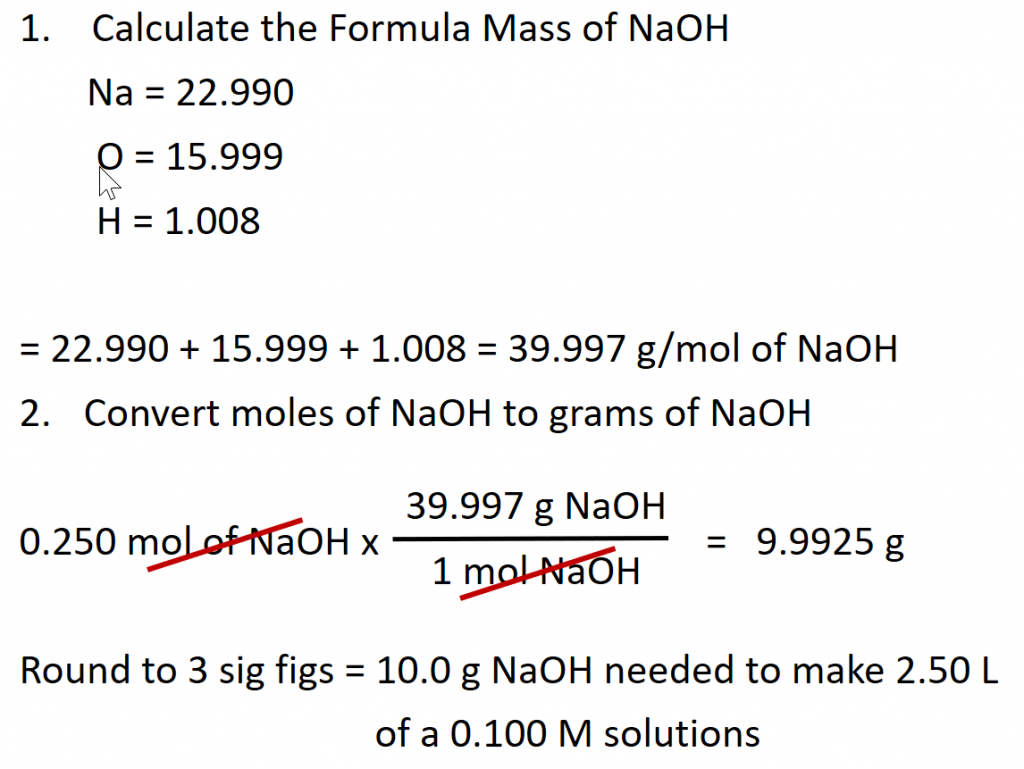 1. Calculate the Formula Mass of NaOH
Na = 22.990
O = 15.999
H = 1.008
= 22.990 + 15.999 + 1.008 = 39.997 g/mol of NaOH
2. Convert moles of NaOH to grams of NaOH
39.997 g NaOH
0.250 mol of NaOH x = 9.9925 g
1 mol NaOH
Round to 3 sig figs = 10.0 g NaOH needed to make 2.50 L
of a 0.100 M solutions